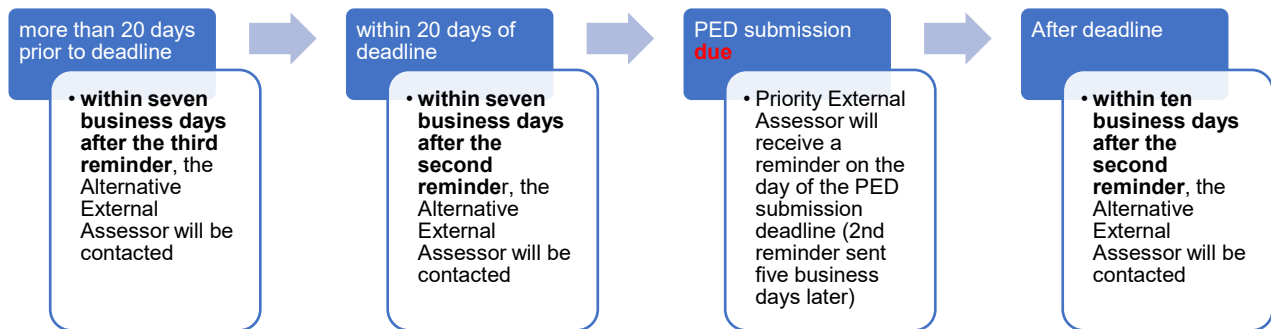 more than 20 days
prior to deadline
• within seven
business days
after the third
reminder, the
Alternative
External
Assessor will be
contacted
within 20 days of
deadline
• within seven
business days
after the
second
reminder, the
Alternative
External
Assessor will be
contacted
PED submission
due
• Priority External
Assessor will
receive a
reminder on the
day of the PED
submission
deadline (2nd
reminder sent
five business
days later)
After deadline
• within ten
business days
after the
second
reminder, the
Alternative
External
Assessor will be
contacted